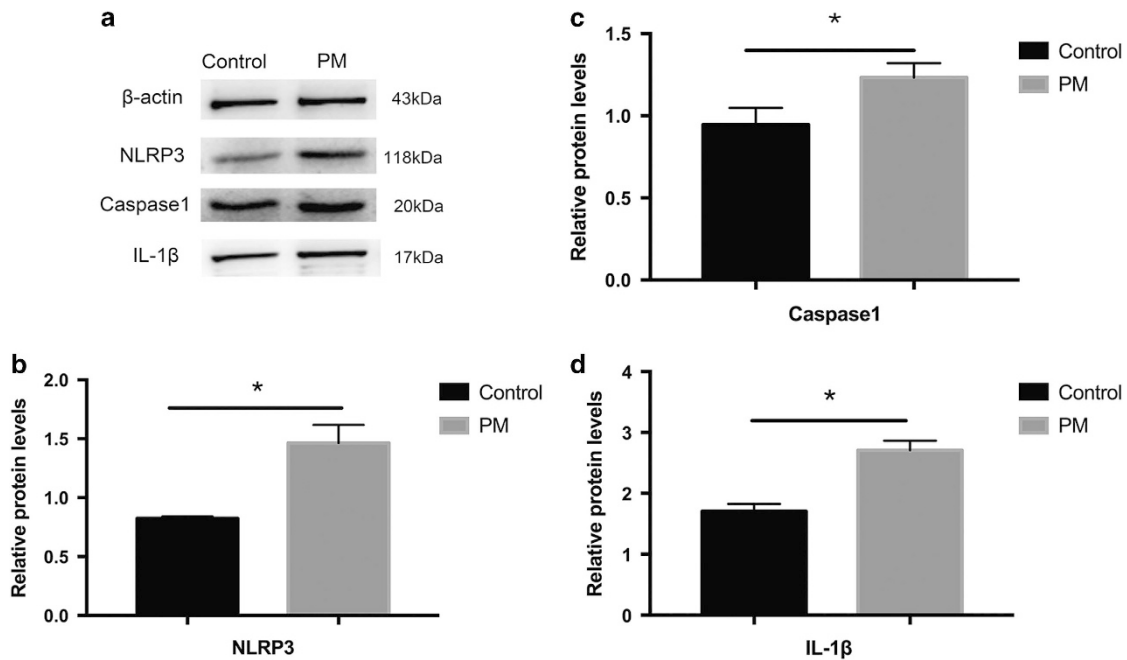 a
Control PM
β-actin 43kDa
NLRP3 118kDa
Caspase1 20kDa
IL-1β 17kDa
b
Relative protein levels
2.0
1.5
1.0
0.5
0.0
*
NLRP3
Control
PM
c
Relative protein levels
1.5
1.0
0.5
0.0
*
Caspase1
Control
PM
d
Relative protein levels
4
3
2
1
0
*
IL-1β
Control
PM